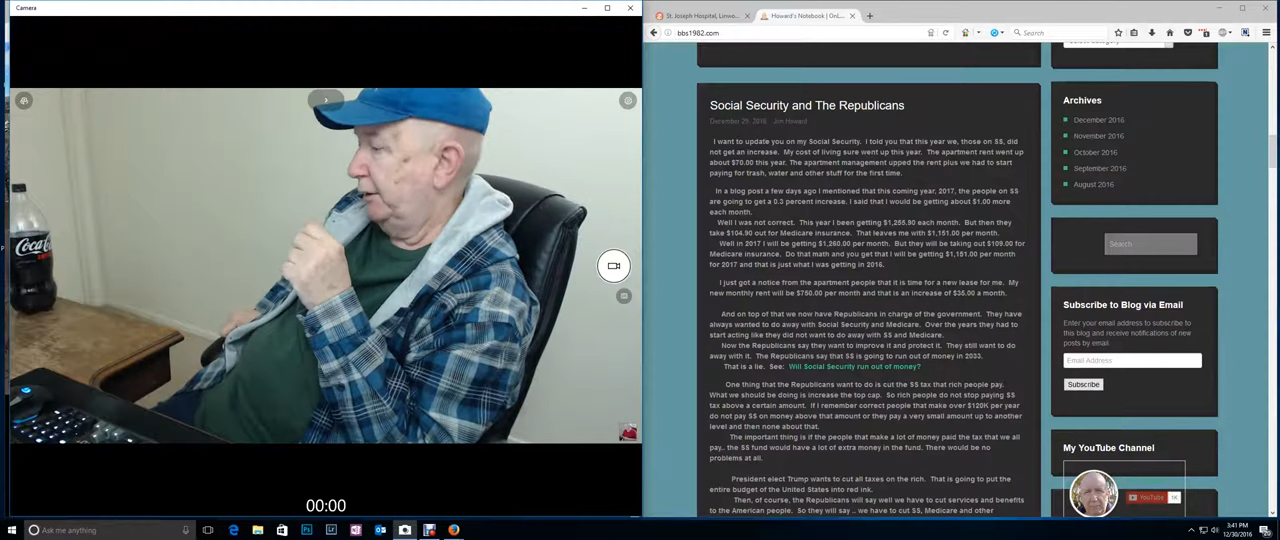 Camera
Coca-Cola
00:00
St. Joseph Hospital, Linwo...
Howard's Notebook | OnL...
bbs1982.com
Search
Social Security and The Republicans
December 29, 2016 Jim Howard
I want to update you on my Social Security. I told you that this year we, those on SS, did
not get an increase. My cost of living sure went up this year. The apartment rent went up
about $70.00 this year. The apartment management upped the rent plus we had to start
paying for trash, water and other stuff for the first time.
In a blog post a few days ago I mentioned that this coming year, 2017, the people on SS
are going to get a 0.3 percent increase. I said that I would be getting about $1.00 more
each month.
Well I was not correct. This year I been getting $1,255.90 each month. But then they
take $104.90 out for Medicare insurance. That leaves me with $1,151.00 per month.
Well in 2017 I will be getting $1,260.00 per month. But they will be taking out $109.00 for
Medicare insurance. Do that math and you get that I will be getting $1,151.00 per month
for 2017 and that is just what I was getting in 2016.
I just got a notice from the apartment people that it is time for a new lease for me. My
new monthly rent will be $750.00 per month and that is an increase of $35.00 a month.
And on top of that we now have Republicans in charge of the government. They have
always wanted to do away with Social Security and Medicare. Over the years they had to
start acting like they did not want to do away with SS and Medicare.
Now the Republicans say they want to improve it and protect it. They still want to do
away with it. The Republicans say that SS is going to run out of money in 2033.
That is a lie. See: Will Social Security run out of money?
One thing that the Republicans want to do is cut the SS tax that rich people pay.
What we should be doing is increase the top cap. So rich people do not stop paying SS
tax above a certain amount. If I remember correct people that make over $120K per year
do not pay SS on money above that amount or they pay a very small amount up to another
level and then none about that.
The important thing is if the people that make a lot of money paid the tax that we all
pay.. the SS fund would have a lot of extra money in the fund. There would be no
problems at all.
President elect Trump wants to cut all taxes on the rich. That is going to put the
entire budget of the United States into red ink.
Then, of course, the Republicans will say well we have to cut services and benefits
to the American people. So they will say .. we have to cut SS, Medicare and other
Archives
December 2016
November 2016
October 2016
September 2016
August 2016
Search
Subscribe to Blog via Email
Enter your email address to subscribe to
this blog and receive notifications of new
posts by email.
Email Address
Subscribe
My YouTube Channel
YouTube 1K
Ask me anything
3:41 PM
12/30/2016